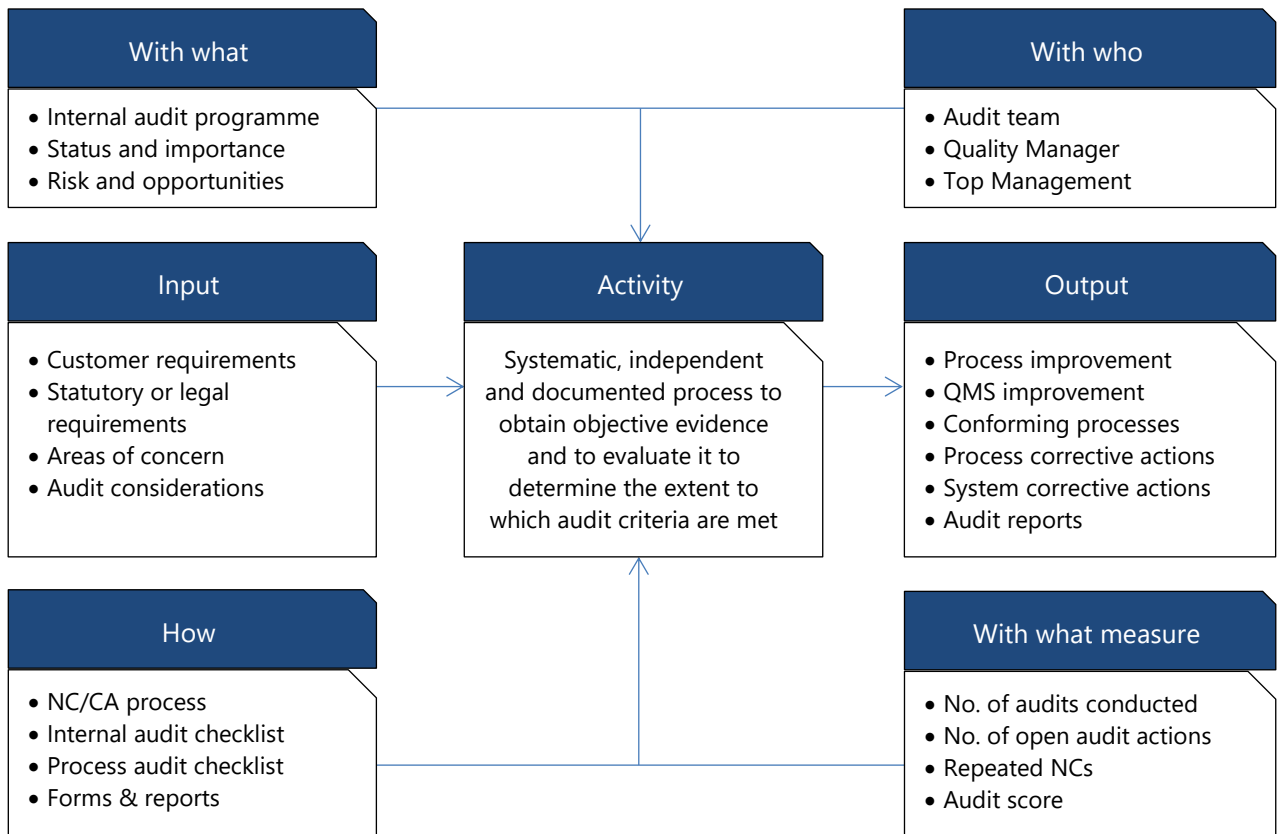 With what
• Internal audit programme
• Status and importance
• Risk and opportunities
With who
• Audit team
• Quality Manager
• Top Management
Input
• Customer requirements
• Statutory or legal
requirements
• Areas of concern
• Audit considerations
Activity
Systematic, independent
and documented process to
obtain objective evidence
and to evaluate it to
determine the extent to
which audit criteria are met
Output
• Process improvement
• QMS improvement
• Conforming processes
• Process corrective actions
• System corrective actions
• Audit reports
How
• NC/CA process
• Internal audit checklist
• Process audit checklist
• Forms & reports
With what measure
• No. of audits conducted
• No. of open audit actions
• Repeated NCs
• Audit score